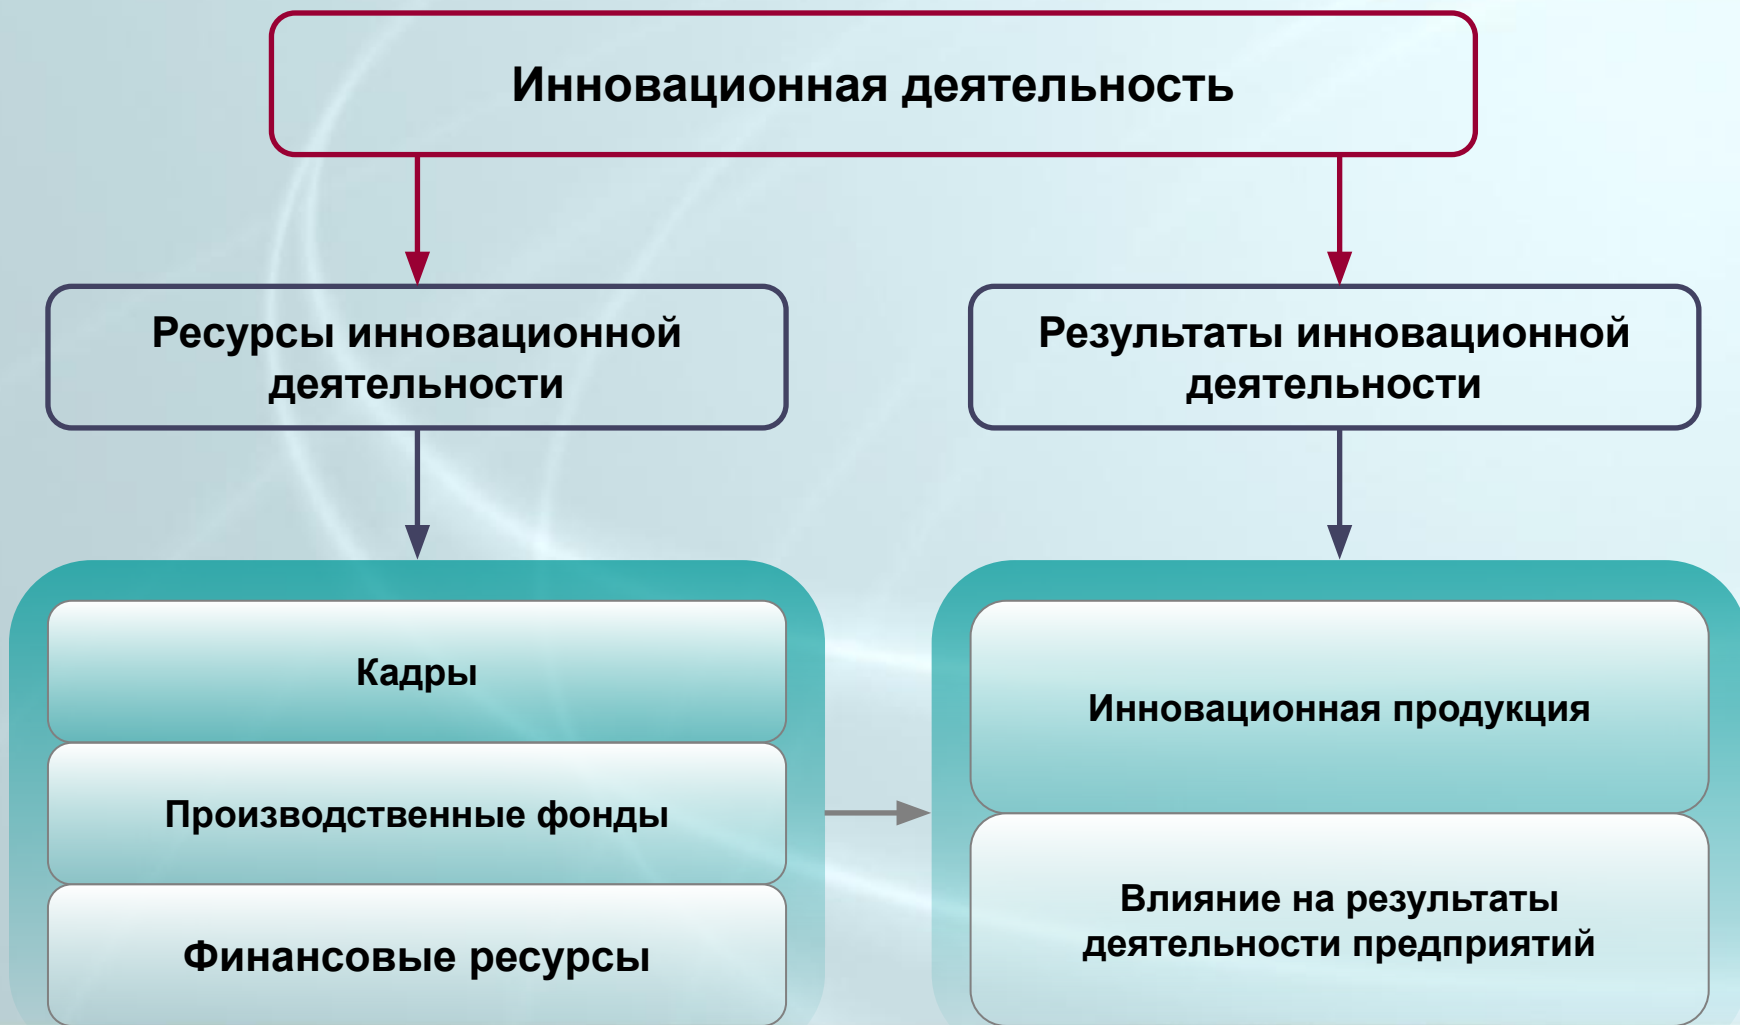 Инновационная деятельность
Ресурсы инновационной
деятельности
Результаты инновационной
деятельности
Кадры
Производственные фонды
Финансовые ресурсы
Инновационная продукция
Влияние на результаты
деятельности предприятий